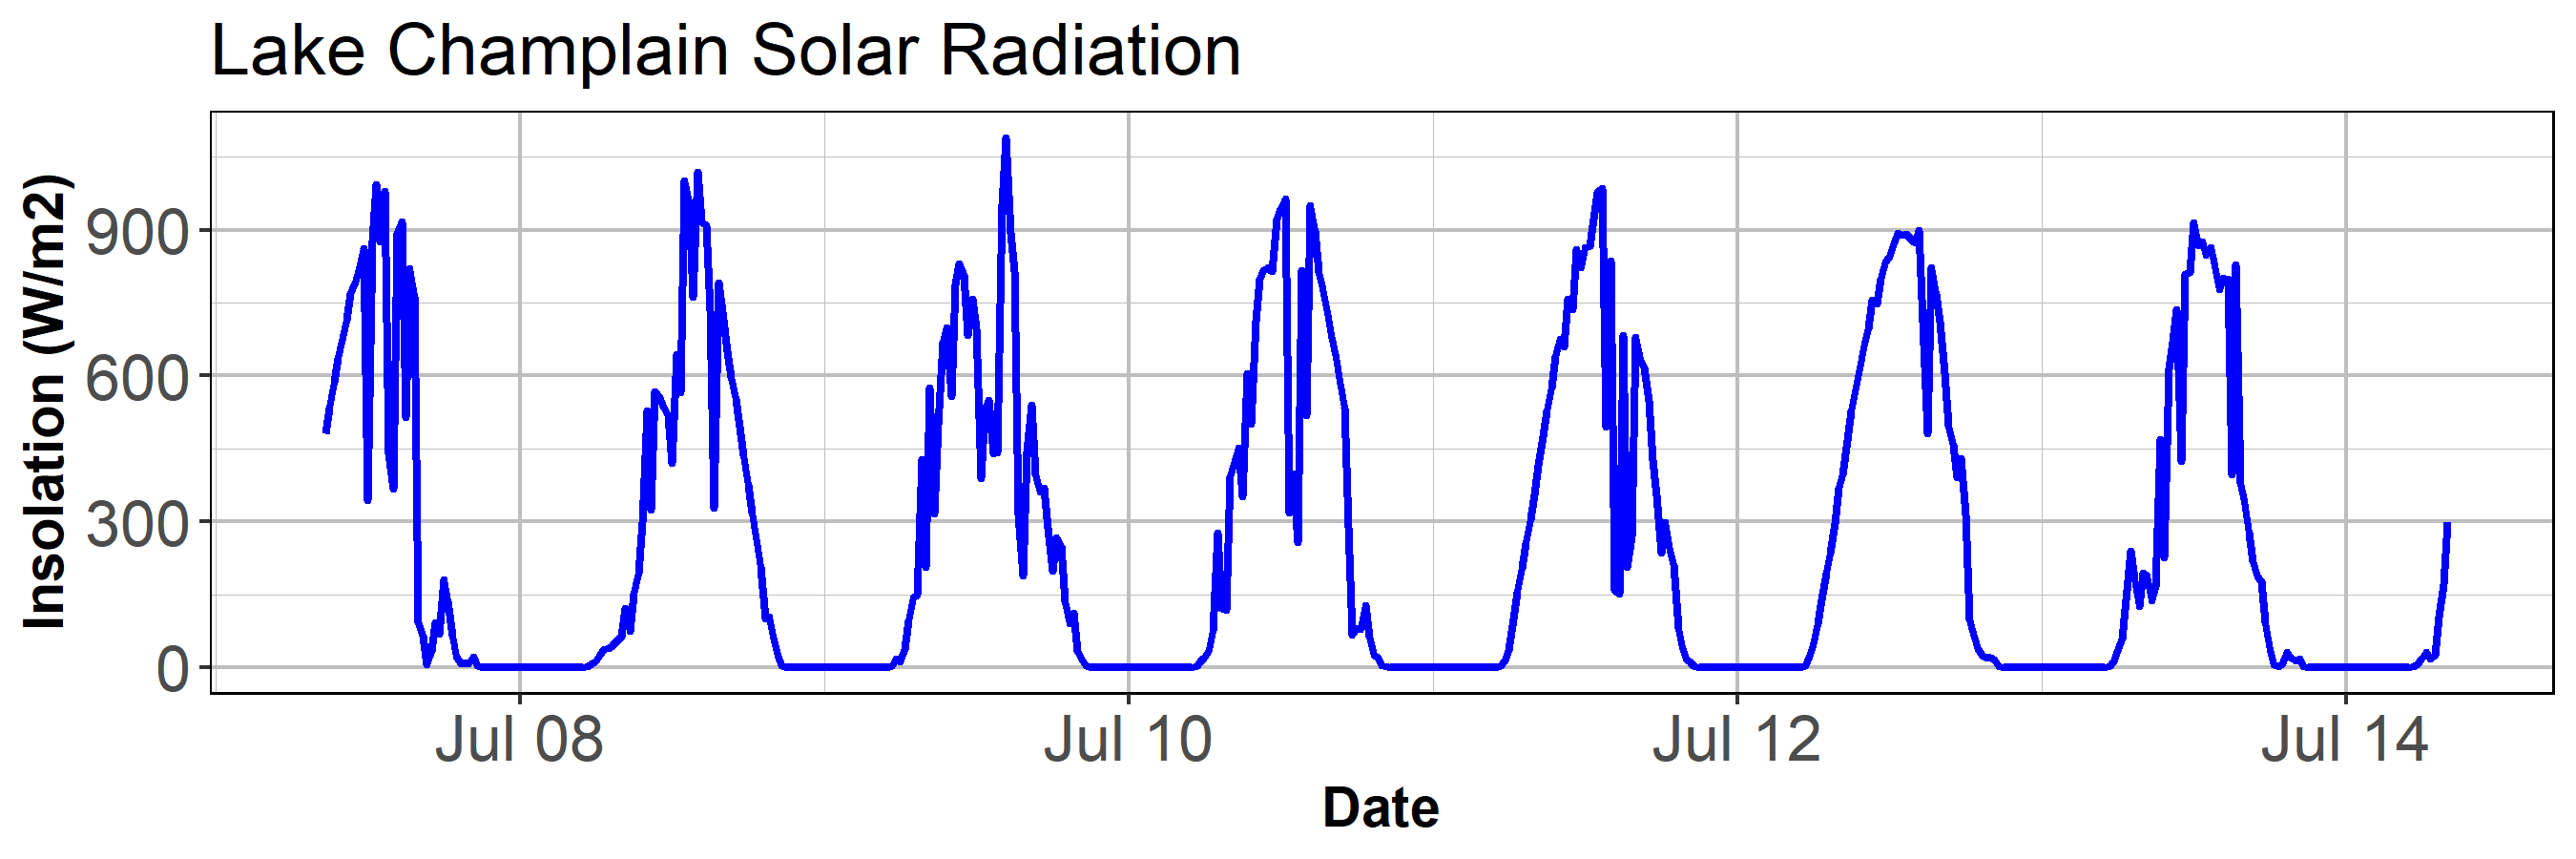 Lake Champlain Solar Radiation
Insolation (W/m2)
900
600
300
0
Jul 08 Jul 10 Jul 12 Jul 14
Date